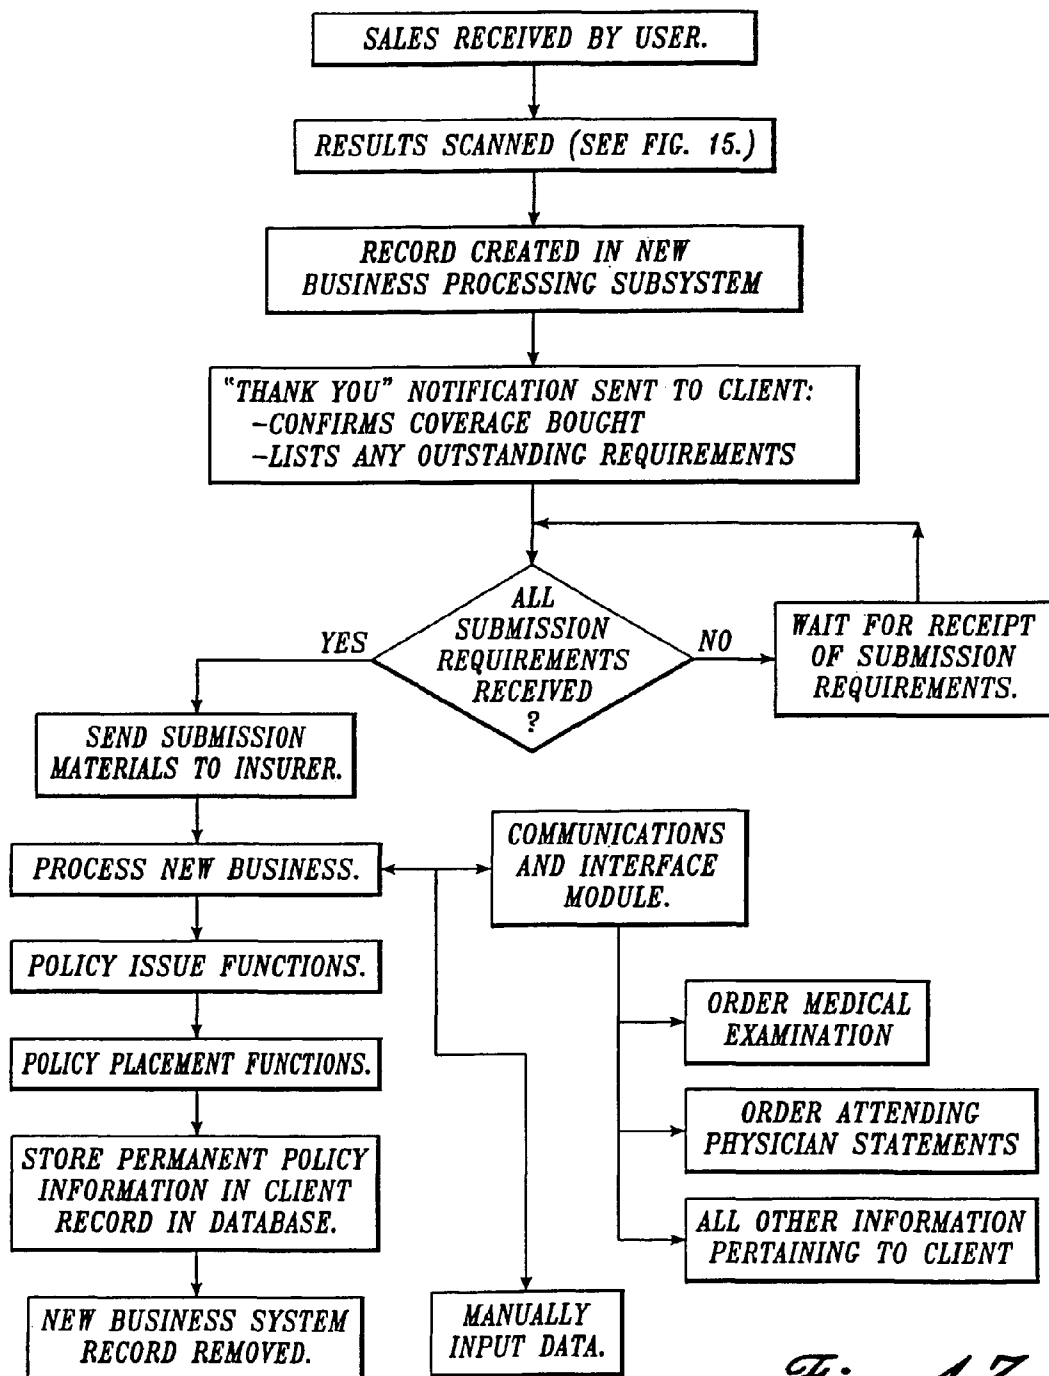 SALES RECEIVED BY USER.
RESULTS SCANNED (SEE FIG. 15.)
RECORD CREATED IN NEW
BUSINESS PROCESSING SUBSYSTEM
"THANK YOU" NOTIFICATION SENT TO CLIENT:
-CONFIRMS COVERAGE BOUGHT
-LISTS ANY OUTSTANDING REQUIREMENTS
ALL
SUBMISSION
REQUIREMENTS
RECEIVED
?
YES
NO
WAIT FOR RECEIPT
OF SUBMISSION
REQUIREMENTS.
SEND SUBMISSION
MATERIALS TO INSURER.
PROCESS NEW BUSINESS.
COMMUNICATIONS
AND INTERFACE
MODULE.
POLICY ISSUE FUNCTIONS.
ORDER MEDICAL
EXAMINATION
POLICY PLACEMENT FUNCTIONS.
ORDER ATTENDING
PHYSICIAN STATEMENTS
STORE PERMANENT POLICY
INFORMATION IN CLIENT
RECORD IN DATABASE.
ALL OTHER INFORMATION
PERTAINING TO CLIENT
NEW BUSINESS SYSTEM
RECORD REMOVED.
MANUALLY
INPUT DATA.